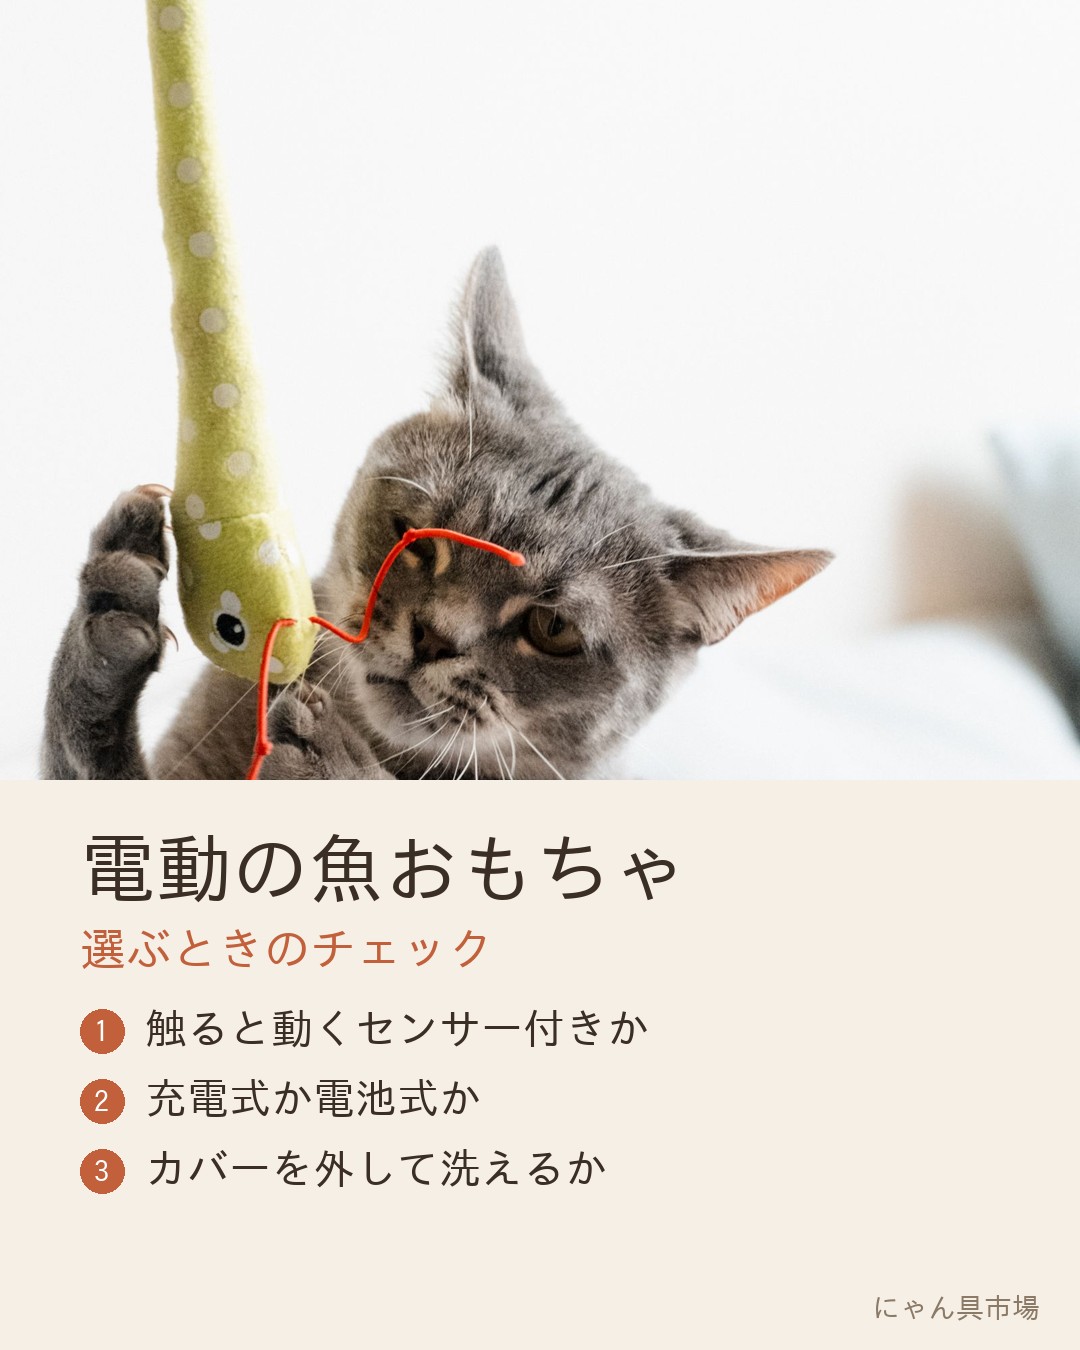 電動の魚おもちゃ
選ぶときのチェック
1 触ると動くセンサー付きか
2 充電式か電池式か
3 カバーを外して洗えるか
にゃん具市場